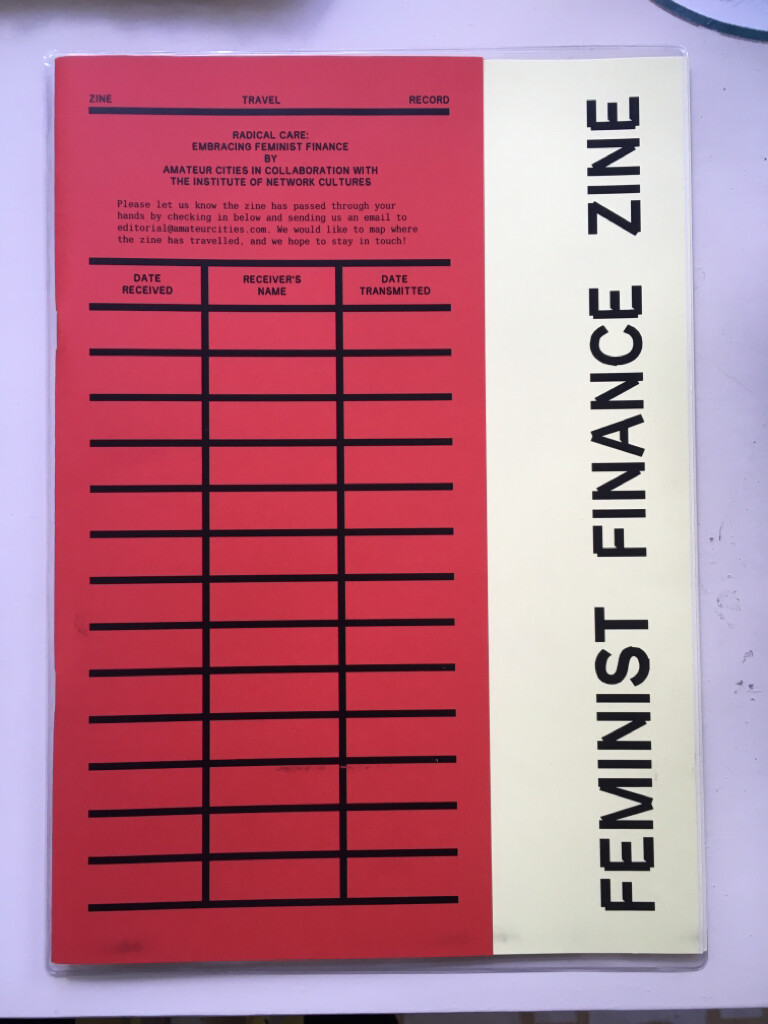 ZINE TRAVEL RECORD
RADICAL CARE:
EMBRACING FEMINIST FINANCE
BY
AMATEUR CITIES IN COLLABORATION WITH
THE INSTITUTE OF NETWORK CULTURES
Please let us know the zine has passed through your
hands by checking in below and sending us an email to
editorial@amateurcities.com. We would like to map where
the zine has travelled, and we hope to stay in touch!
DATE RECEIVED
RECEIVER'S NAME
DATE TRANSMITTED
FEMINIST FINANCE ZINE